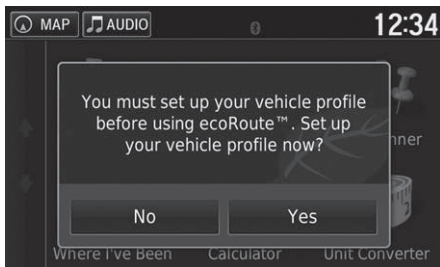 MAP AUDIO 12:34
You must set up your vehicle profile
before using ecoRoute™. Set up
your vehicle profile now?
nner
No Yes
Where I've Been Calculator Unit Converter